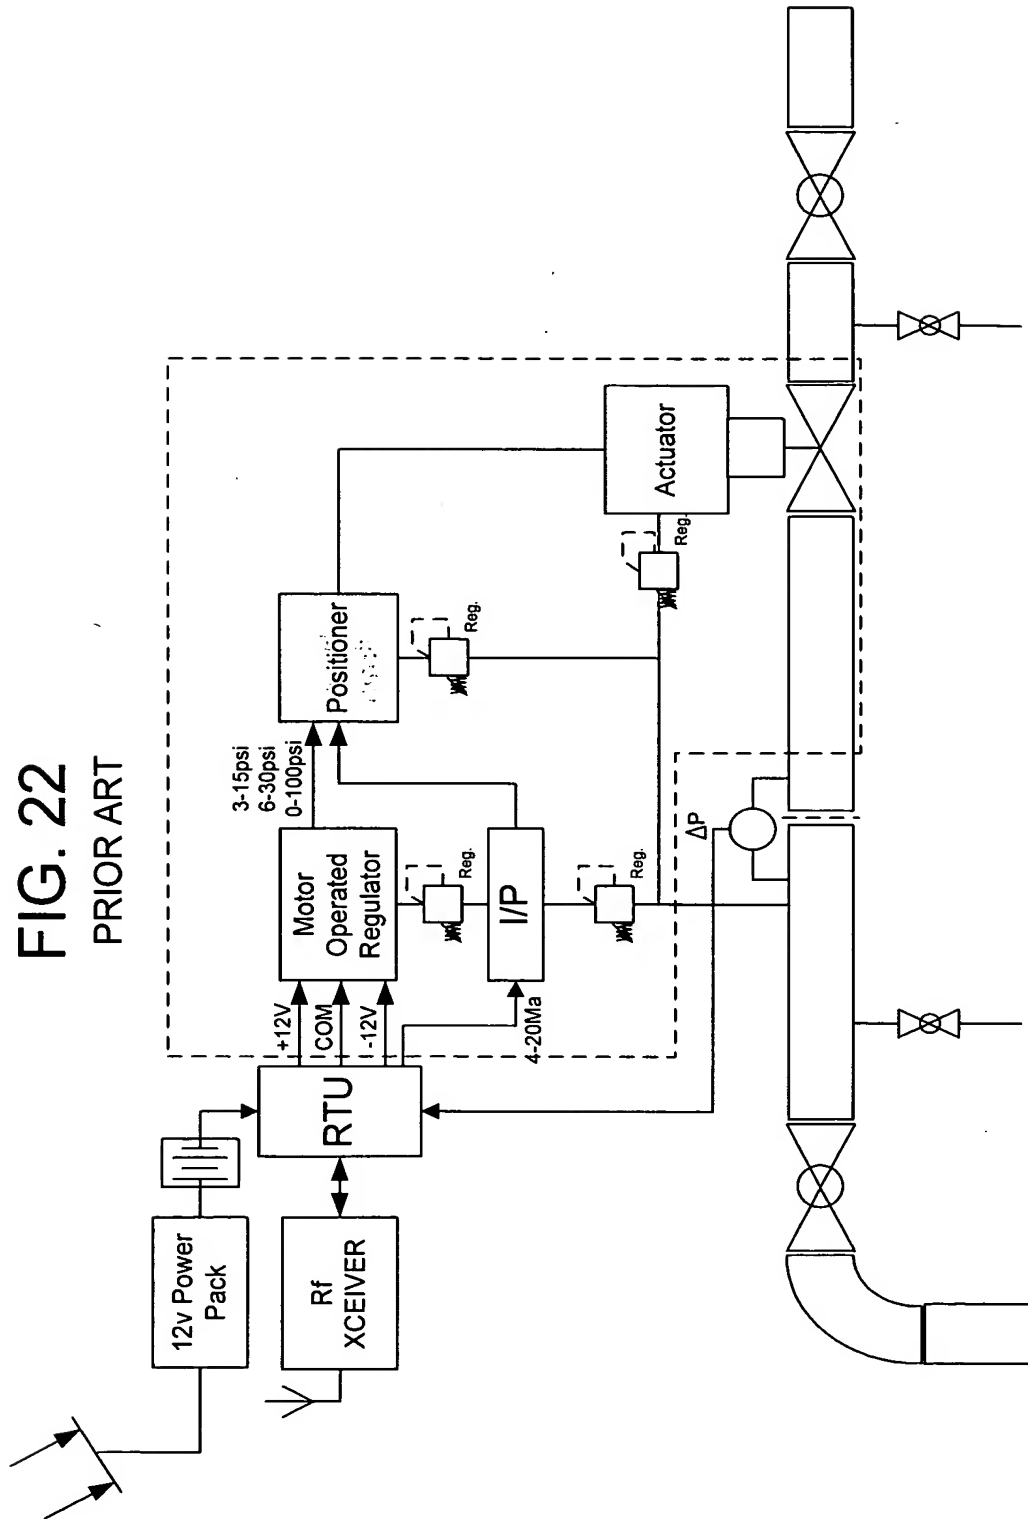 FIG. 22
PRIOR ART
12v Power
Pack
Rf
XCEIVER
RTU
+12V
COM
-12V
4-20Ma
Motor
Operated
Regulator
3-15psi
6-30psi
0-100psi
Positioner
I/P
Reg.
Reg.
Reg.
Reg.
Actuator
ΔP